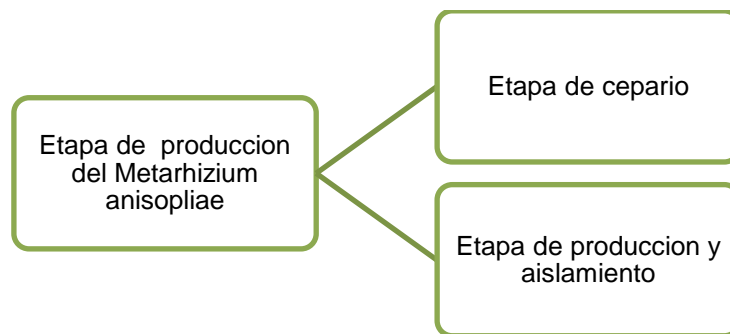 Etapa de cepario
Etapa de produccion
del Metarhizium
anisopliae
Etapa de produccion y
aislamiento